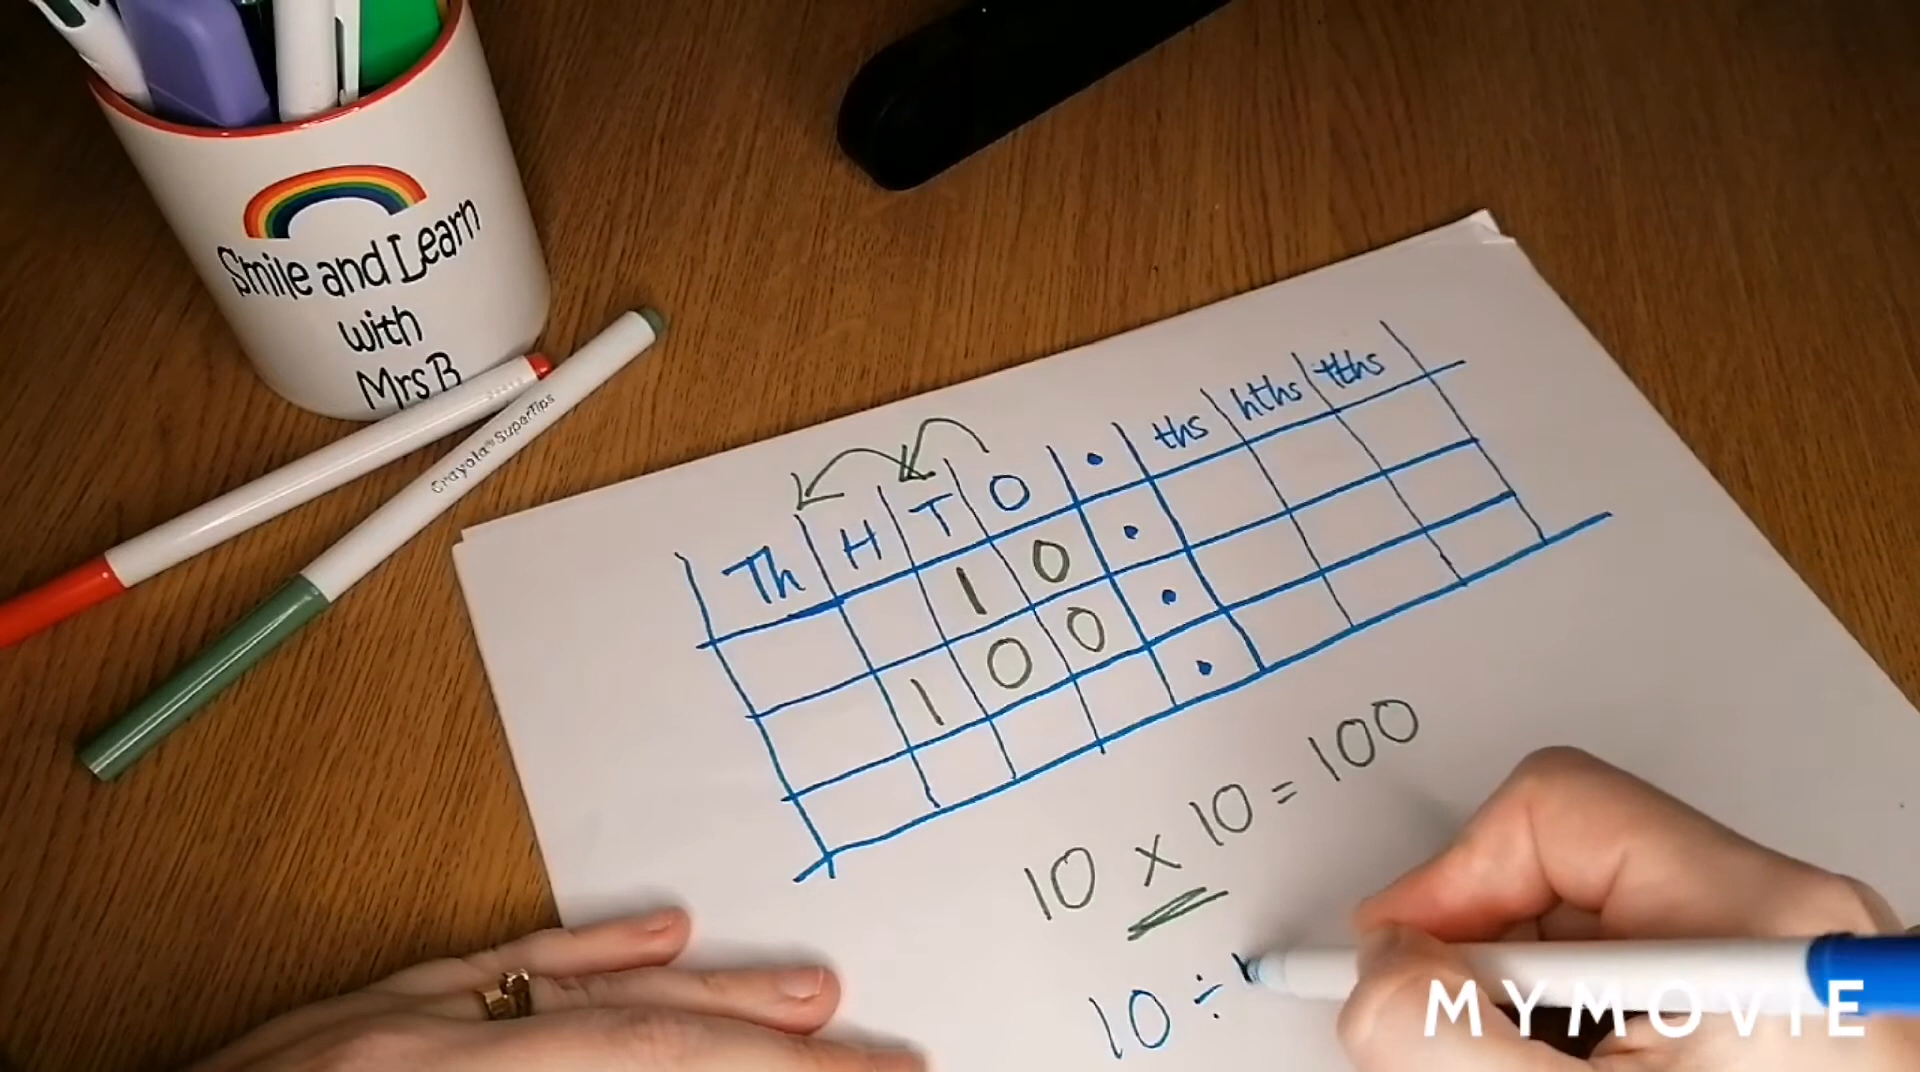 Smile and Learn
with
Mrs B
Crayola SuperTips
Th H T O . ths hths tths
1 0 .
1 0 0 .
.
10 x 10 = 100
10 ÷
MYMOVIE